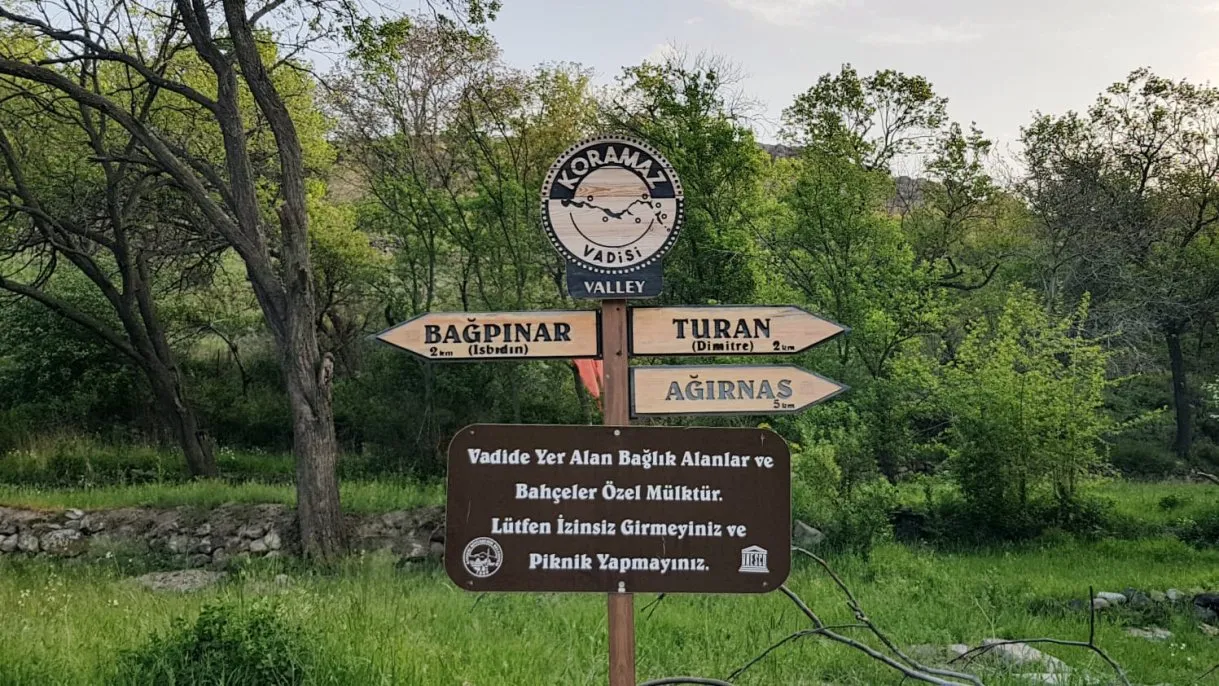 KORAMAZ
VADİSİ
VALLEY
BAĞPINAR
2 km (Isbıdın)
TURAN
(Dimitre) 2 km
AĞIRNAS
5 km
Vadide Yer Alan Bağlık Alanlar ve
Bahçeler Özel Mülktür.
Lütfen İzinsiz Girmeyiniz ve
Piknik Yapmayınız.
UNESCO